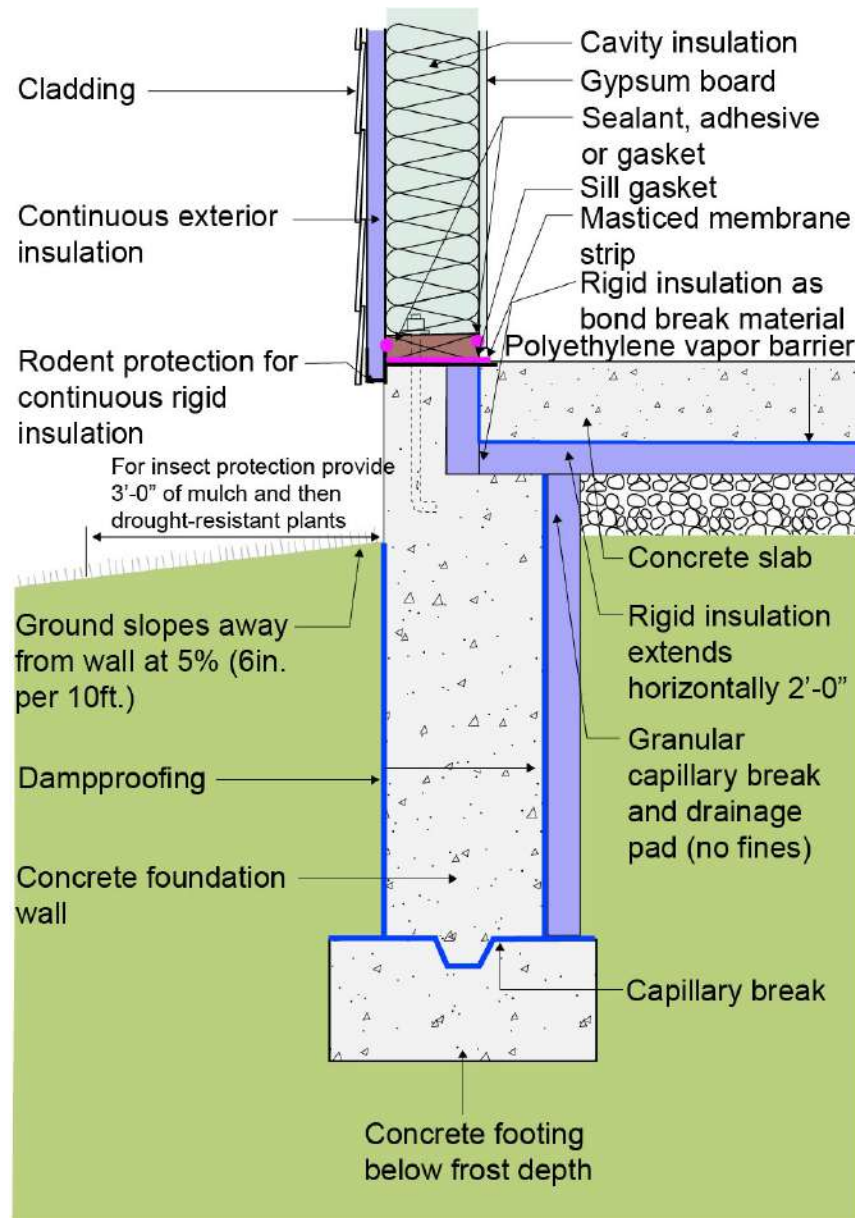 Cladding
Continuous exterior
insulation
Rodent protection for
continuous rigid
insulation
For insect protection provide
3’-0” of mulch and then
drought-resistant plants
Ground slopes away
from wall at 5% (6in.
per 10ft.)
Dampproofing
Concrete foundation
wall
Cavity insulation
Gypsum board
Sealant, adhesive
or gasket
Sill gasket
Masticed membrane
strip
Rigid insulation as
bond break material
Polyethylene vapor barrier
Concrete slab
Rigid insulation
extends
horizontally 2’-0”
Granular
capillary break
and drainage
pad (no fines)
Capillary break
Concrete footing
below frost depth